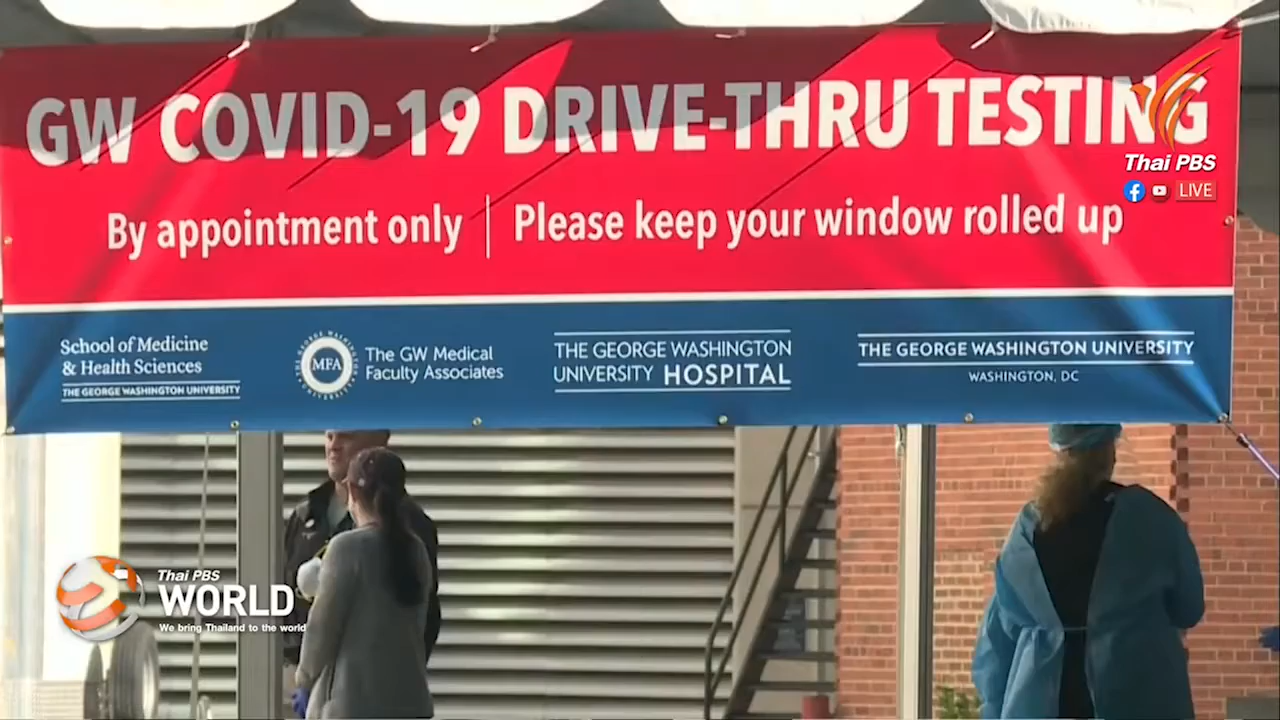 GW COVID-19 DRIVE-THRU TESTING
Thai PBS
LIVE
By appointment only | Please keep your window rolled up
School of Medicine
& Health Sciences
THE GEORGE WASHINGTON UNIVERSITY
MFA
The GW Medical
Faculty Associates
THE GEORGE WASHINGTON
UNIVERSITY HOSPITAL
THE GEORGE WASHINGTON UNIVERSITY
WASHINGTON, DC
Thai PBS
WORLD
We bring Thailand to the world